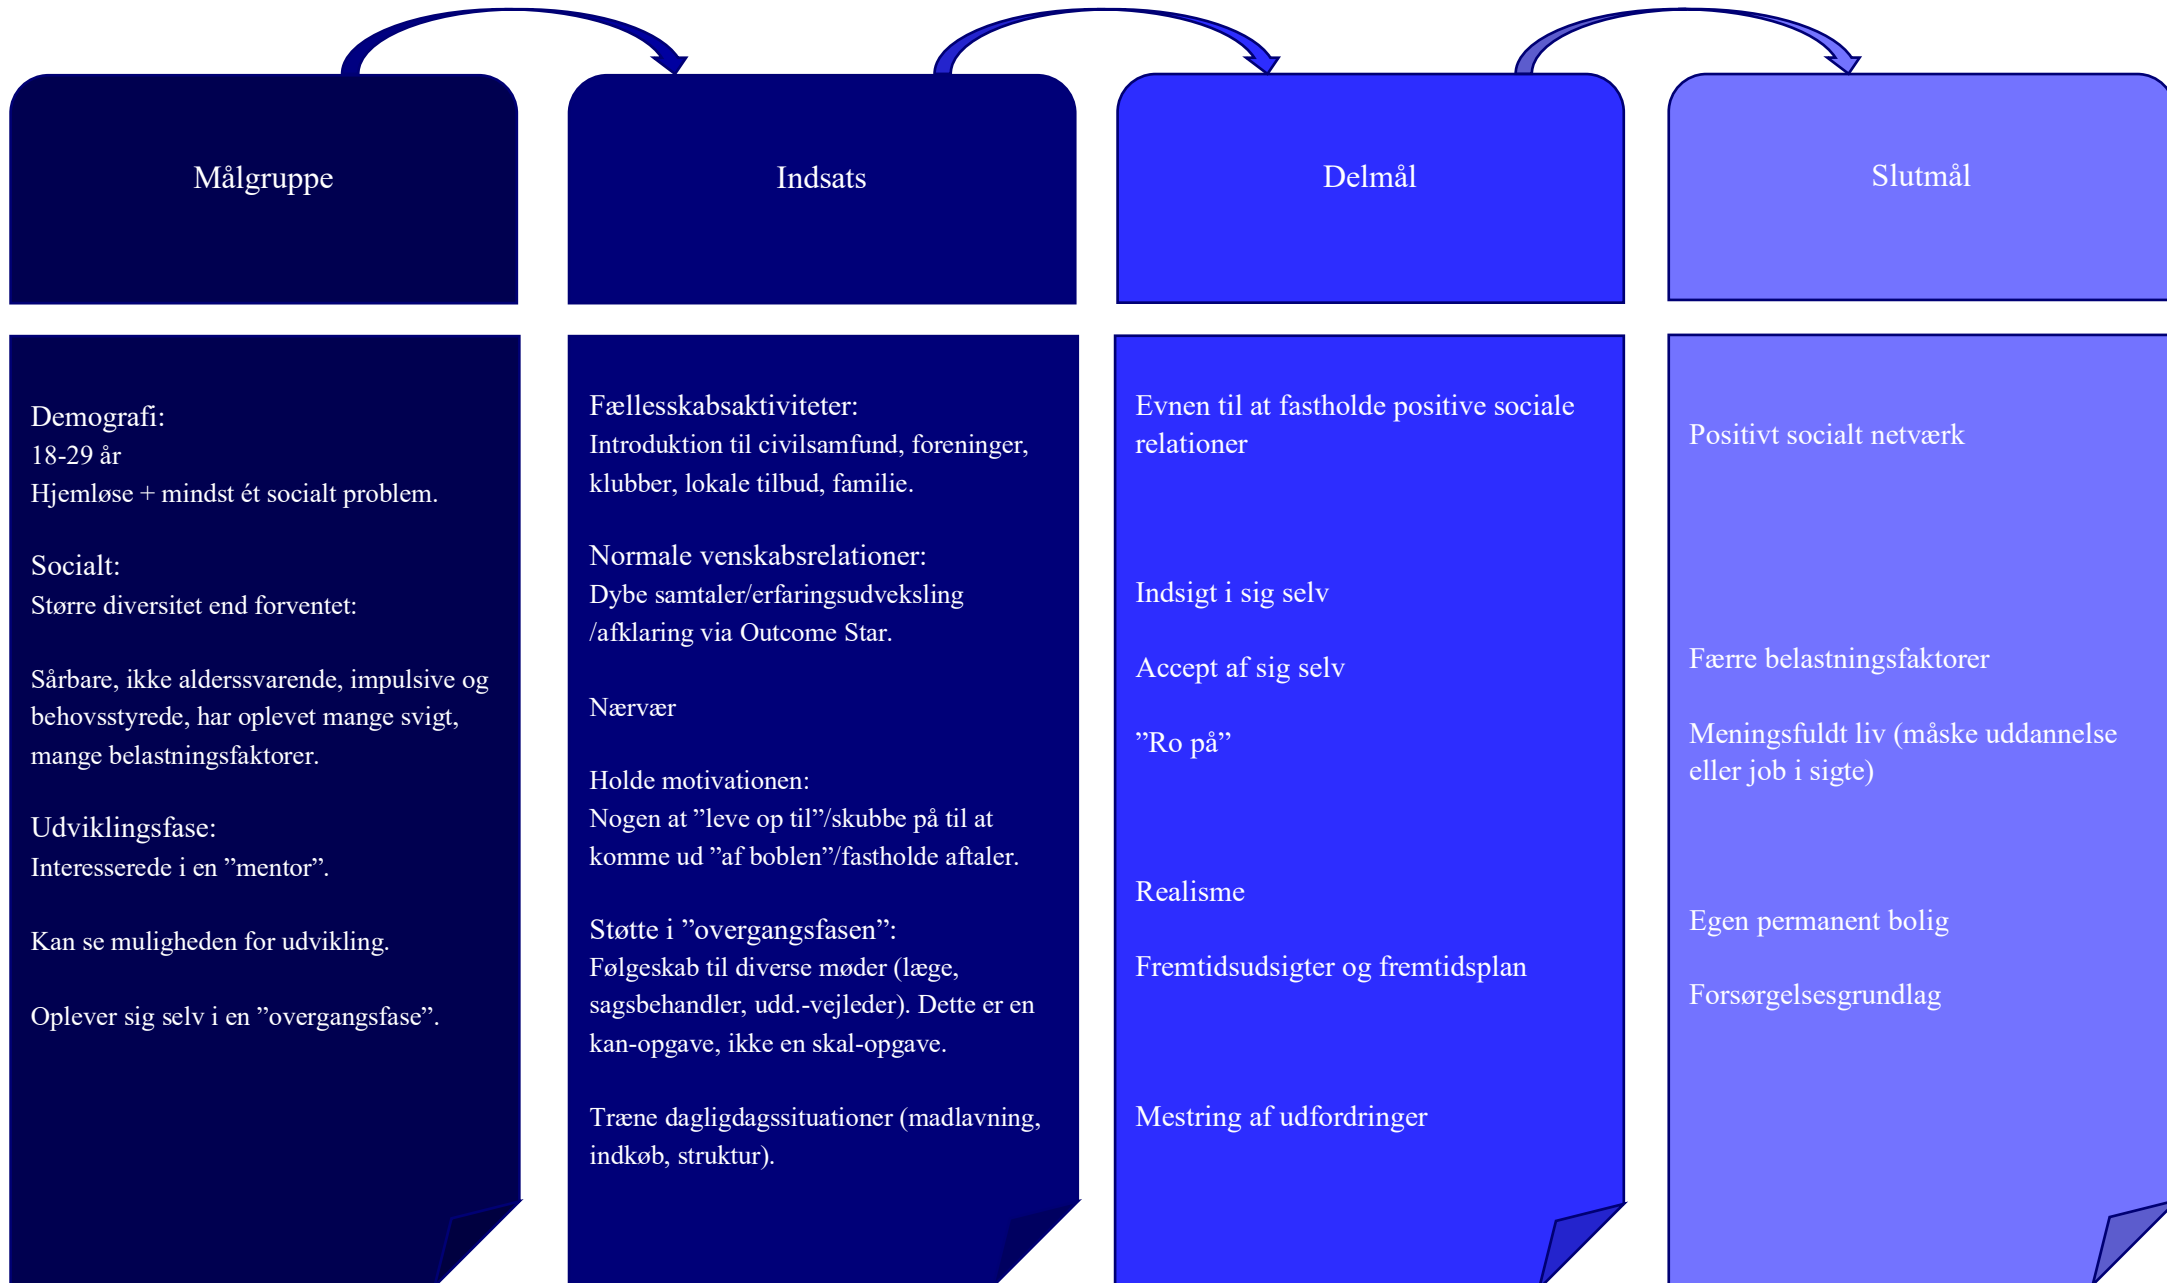 Målgruppe
Indsats
Delmål
Slutmål
Demografi:
18-29 år
Hjemløse + mindst ét socialt problem.
Socialt:
Større diversitet end forventet:
Sårbare, ikke alderssvarende, impulsive og
behovsstyrede, har oplevet mange svigt,
mange belastningsfaktorer.
Udviklingsfase:
Interesserede i en ”mentor”.
Kan se muligheden for udvikling.
Oplever sig selv i en ”overgangsfase”.
Fællesskabsaktiviteter:
Introduktion til civilsamfund, foreninger,
klubber, lokale tilbud, familie.
Normale venskabsrelationer:
Dybe samtaler/erfaringsudveksling
/afklaring via Outcome Star.
Nærvær
Holde motivationen:
Nogen at ”leve op til”/skubbe på til at
komme ud ”af boblen”/fastholde aftaler.
Støtte i ”overgangsfasen”:
Følgeskab til diverse møder (læge,
sagsbehandler, udd.-vejleder). Dette er en
kan-opgave, ikke en skal-opgave.
Træne dagligdagssituationer (madlavning,
indkøb, struktur).
Evnen til at fastholde positive sociale
relationer
Indsigt i sig selv
Accept af sig selv
”Ro på”
Realisme
Fremtidsudsigter og fremtidsplan
Mestring af udfordringer
Positivt socialt netværk
Færre belastningsfaktorer
Meningsfuldt liv (måske uddannelse
eller job i sigte)
Egen permanent bolig
Forsørgelsesgrundlag